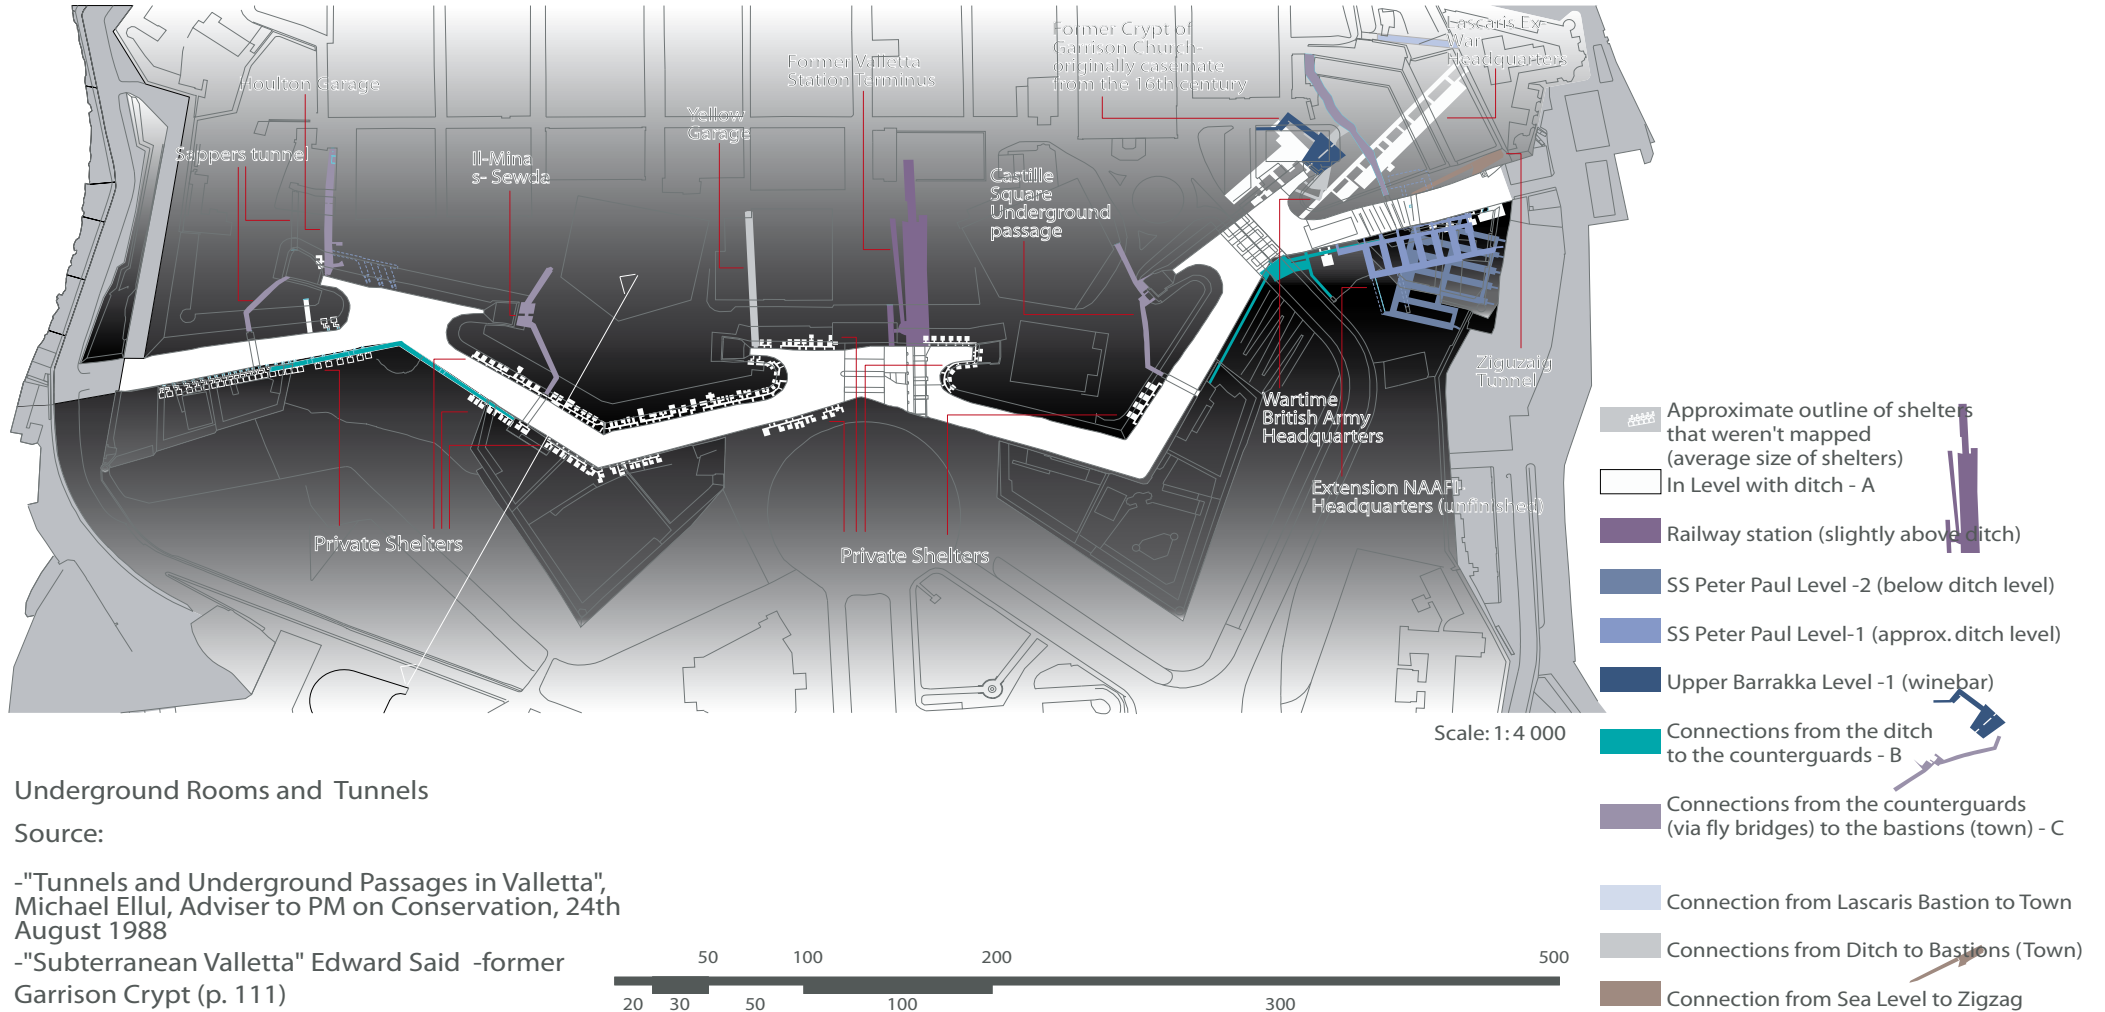 Former Crypt of
Garrison Church-
originally casemate
from the 16th century
Lascaris Ex-
War
Headquarters
Former Valletta
Station Terminus
Houlton Garage
Yellow
Garage
Sappers tunnel
Il-Mina
s- Sewda
Castille
Square
Underground
passage
Ziguzaig
Tunnel
Wartime
British Army
Headquarters
Extension NAAFI-
Headquarters (unfinished)
Private Shelters
Private Shelters
Approximate outline of shelters
that weren't mapped
(average size of shelters)
In Level with ditch - A
Railway station (slightly above ditch)
SS Peter Paul Level -2 (below ditch level)
SS Peter Paul Level-1 (approx. ditch level)
Upper Barrakka Level -1 (winebar)
Connections from the ditch
to the counterguards - B
Connections from the counterguards
(via fly bridges) to the bastions (town) - C
Connection from Lascaris Bastion to Town
Connections from Ditch to Bastions (Town)
Connection from Sea Level to Zigzag
Scale: 1: 4 000
Underground Rooms and Tunnels
Source:
-"Tunnels and Underground Passages in Valletta",
Michael Ellul, Adviser to PM on Conservation, 24th
August 1988
-"Subterranean Valletta" Edward Said -former
Garrison Crypt (p. 111)
50 100 200 500
20 30 50 100 300